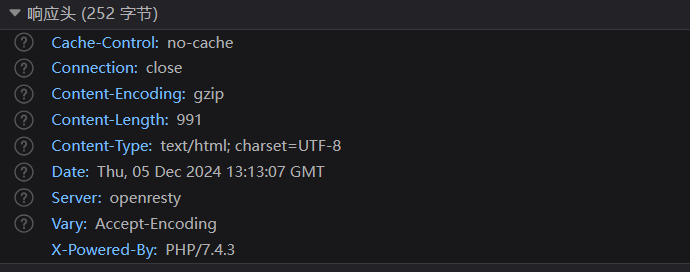 响应头 (252 字节)
Cache-Control: no-cache
Connection: close
Content-Encoding: gzip
Content-Length: 991
Content-Type: text/html; charset=UTF-8
Date: Thu, 05 Dec 2024 13:13:07 GMT
Server: openresty
Vary: Accept-Encoding
X-Powered-By: PHP/7.4.3